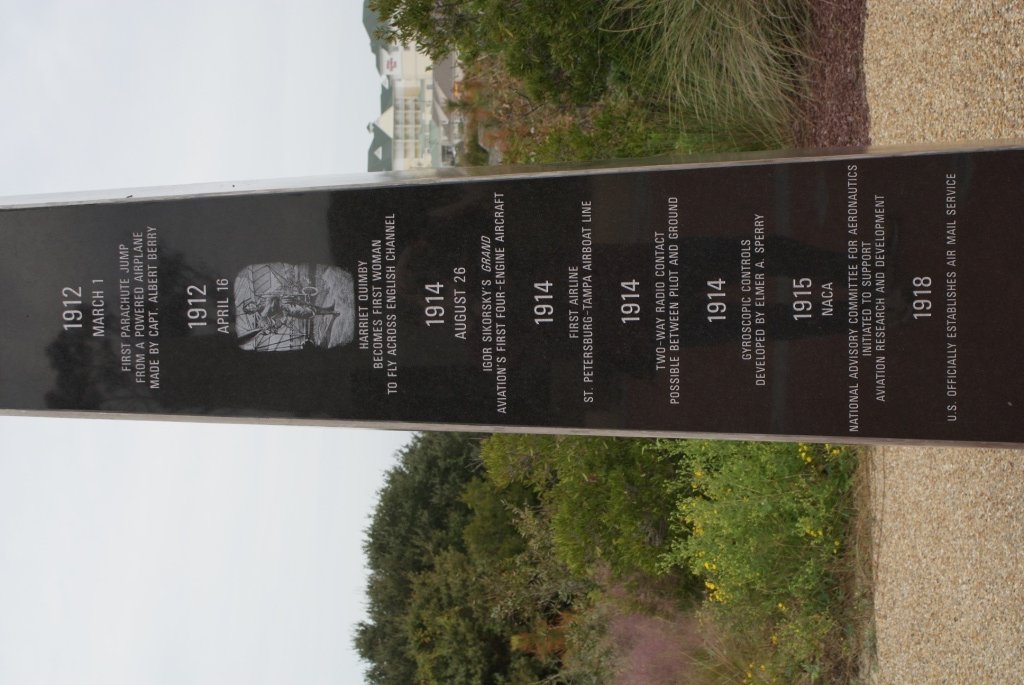 1912
MARCH 1
FIRST PARACHUTE JUMP
FROM A POWERED AIRPLANE
MADE BY CAPT. ALBERT BERRY
1912
APRIL 16
HARRIET QUIMBY
BECOMES FIRST WOMAN
TO FLY ACROSS ENGLISH CHANNEL
1914
AUGUST 26
IGOR SIKORSKY'S GRAND
AVIATION'S FIRST FOUR-ENGINE AIRCRAFT
1914
FIRST AIRLINE
ST. PETERSBURG-TAMPA AIRBOAT LINE
1914
TWO-WAY RADIO CONTACT
POSSIBLE BETWEEN PILOT AND GROUND
1914
GYROSCOPIC CONTROLS
DEVELOPED BY ELMER A. SPERRY
1915
NACA
NATIONAL ADVISORY COMMITTEE FOR AERONAUTICS
INITIATED TO SUPPORT
AVIATION RESEARCH AND DEVELOPMENT
1918
U.S. OFFICIALLY ESTABLISHES AIR MAIL SERVICE